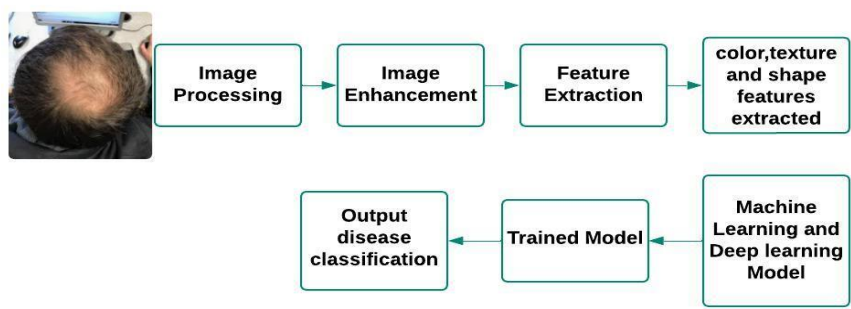 Image
Processing
Image
Enhancement
Feature
Extraction
color,texture
and shape
features
extracted
Machine
Learning and
Deep learning
Model
Trained Model
Output
disease
classification